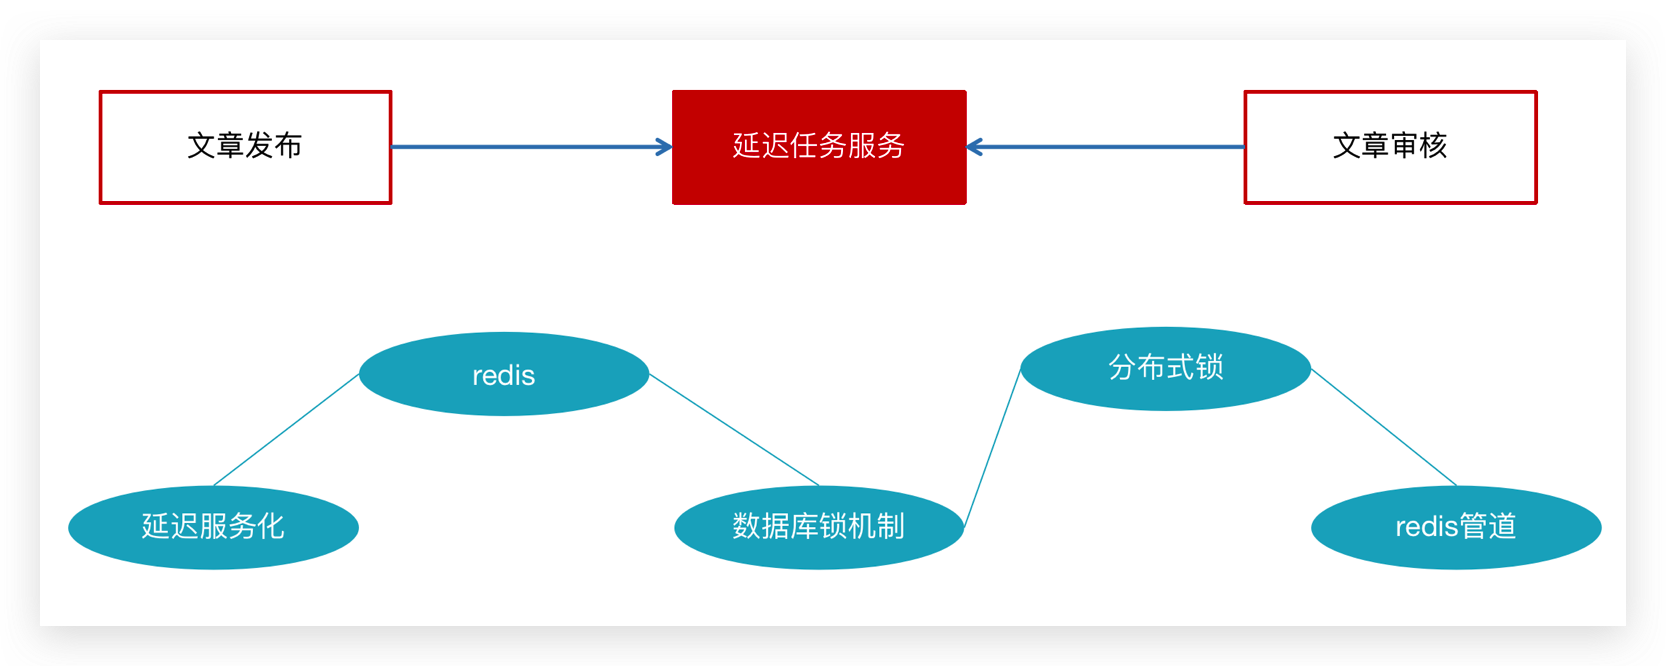 文章发布
延迟任务服务
文章审核
redis
分布式锁
延迟服务化
数据库锁机制
redis管道